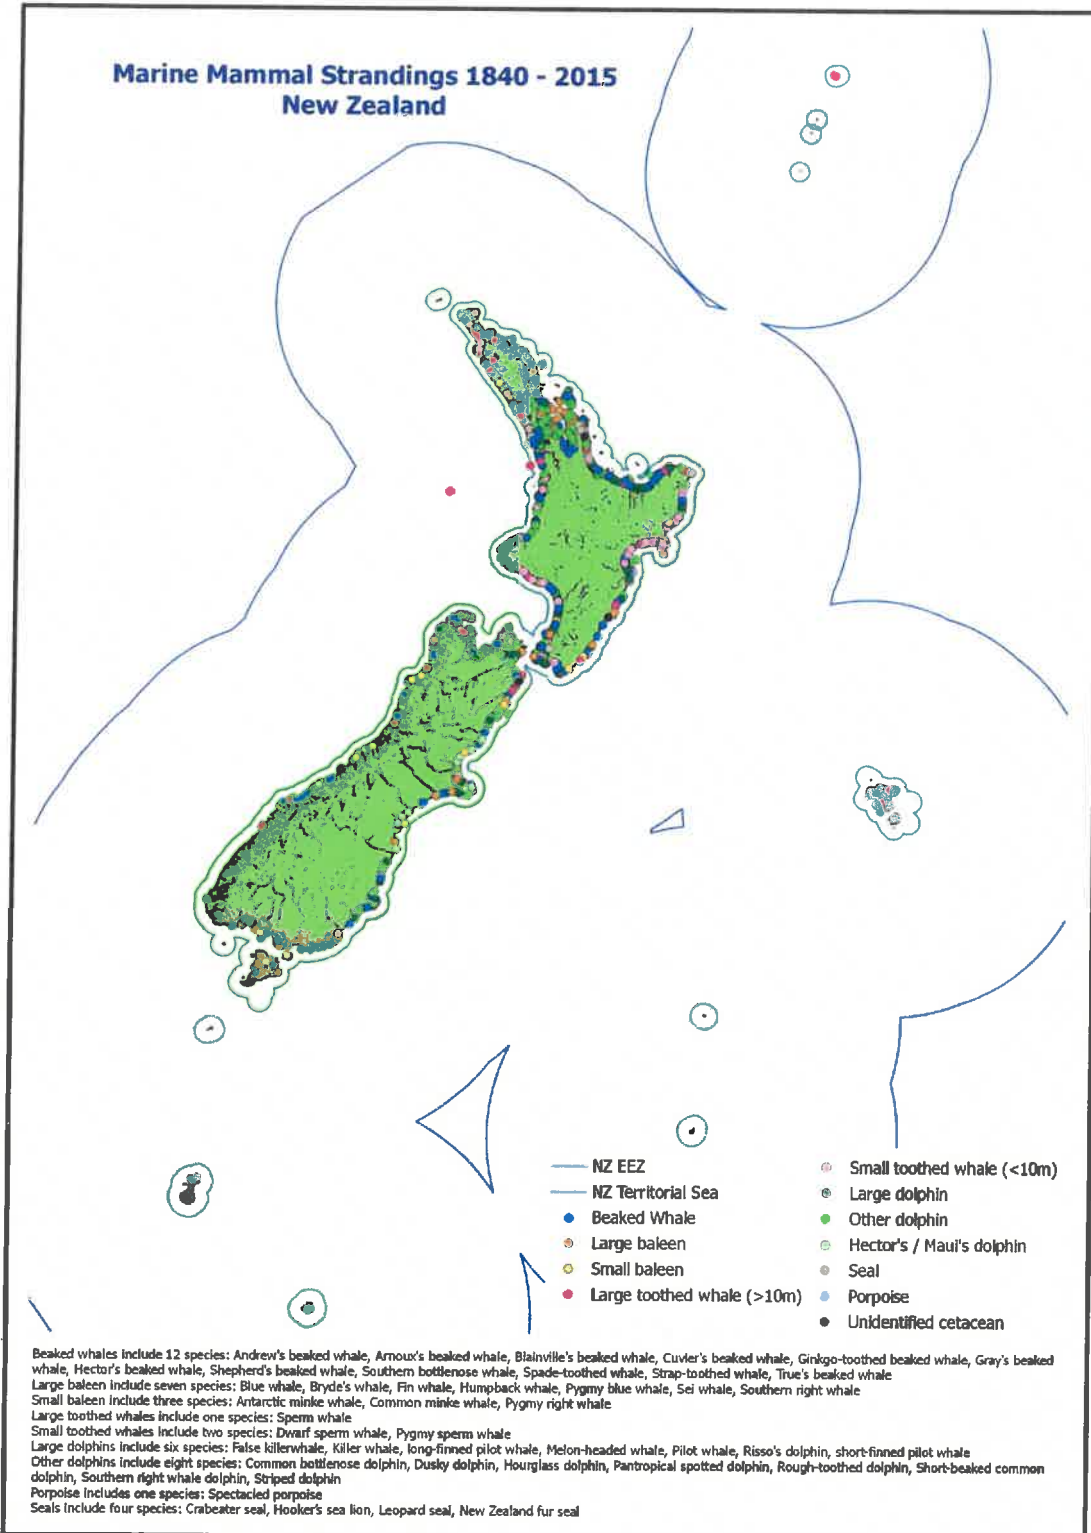 Marine Mammal Strandings 1840 - 2015
New Zealand
NZ EEZ
NZ Territorial Sea
Beaked Whale
Large baleen
Small baleen
Large toothed whale (>10m)
Small toothed whale (<10m)
Large dolphin
Other dolphin
Hector's / Maui's dolphin
Seal
Porpoise
Unidentified cetacean
Beaked whales include 12 species: Andrew's beaked whale, Arnoux's beaked whale, Blainville's beaked whale, Cuvier's beaked whale, Ginkgo-toothed beaked whale, Gray's beaked
whale, Hector's beaked whale, Shepherd's beaked whale, Southern bottlenose whale, Spade-toothed whale, Strap-toothed whale, True's beaked whale
Large baleen include seven species: Blue whale, Bryde's whale, Fin whale, Humpback whale, Pygmy blue whale, Sei whale, Southern right whale
Small baleen include three species: Antarctic minke whale, Common minke whale, Pygmy right whale
Large toothed whales include one species: Sperm whale
Small toothed whales include two species: Dwarf sperm whale, Pygmy sperm whale
Large dolphins include six species: False killerwhale, Killer whale, long-finned pilot whale, Melon-headed whale, Pilot whale, Risso's dolphin, short-finned pilot whale
Other dolphins include eight species: Common bottlenose dolphin, Dusky dolphin, Hourglass dolphin, Pantropical spotted dolphin, Rough-toothed dolphin, Short-beaked common
dolphin, Southern right whale dolphin, Striped dolphin
Porpoise includes one species: Spectacled porpoise
Seals include four species: Crabeater seal, Hooker's sea lion, Leopard seal, New Zealand fur seal